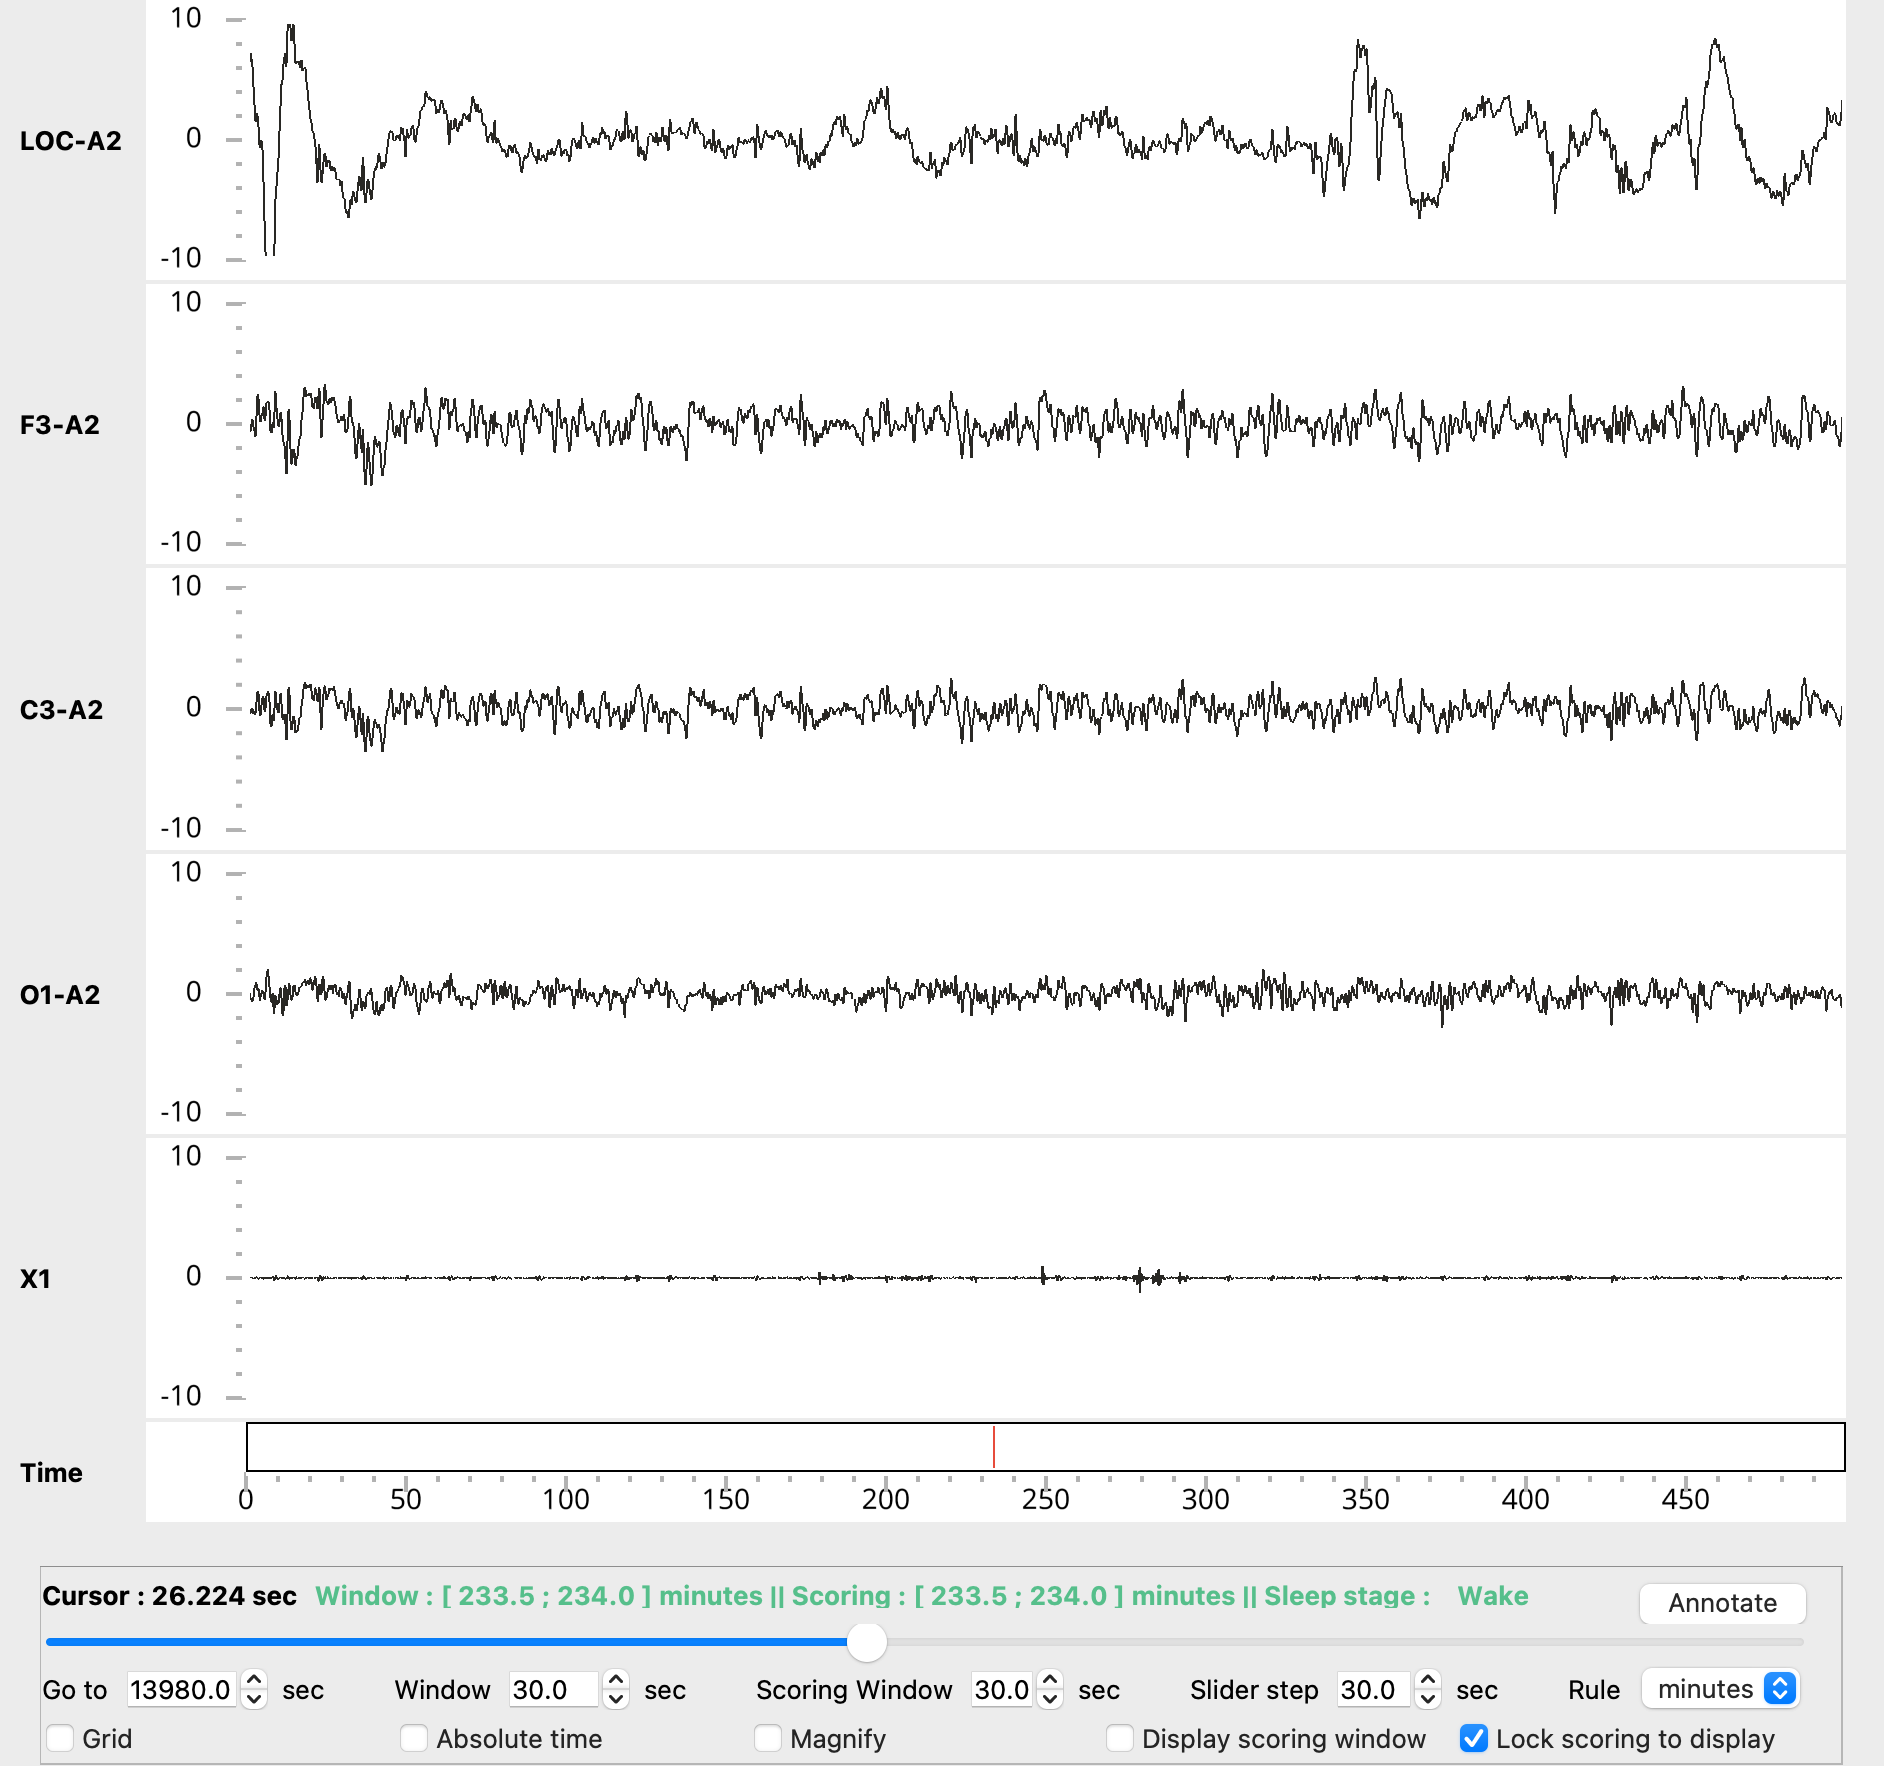 10
LOC-A2
0
-10
10
F3-A2
0
-10
10
C3-A2
0
-10
10
O1-A2
0
-10
10
X1
0
-10
Time
0 50 100 150 200 250 300 350 400 450
Cursor : 26.224 sec Window : [ 233.5 ; 234.0 ] minutes || Scoring : [ 233.5 ; 234.0 ] minutes || Sleep stage : Wake Annotate
Go to 13980.0 sec Window 30.0 sec Scoring Window 30.0 sec Slider step 30.0 sec Rule minutes
Grid Absolute time Magnify Display scoring window Lock scoring to display